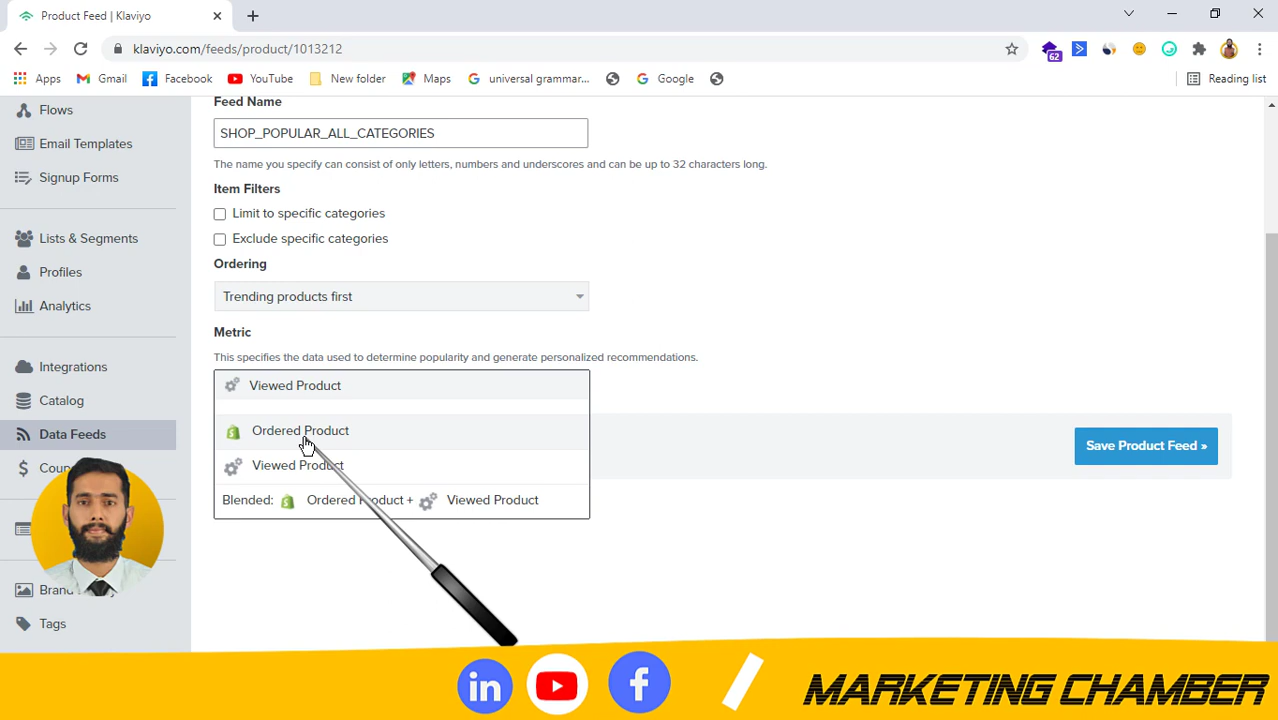 Product Feed | Klaviyo
klaviyo.com/feeds/product/1013212
62
Apps Gmail Facebook YouTube New folder Maps universal grammar... Google Reading list
Flows
Email Templates
Signup Forms
Lists & Segments
Profiles
Analytics
Integrations
Catalog
Data Feeds
Tags
Feed Name
SHOP_POPULAR_ALL_CATEGORIES
The name you specify can consist of only letters, numbers and underscores and can be up to 32 characters long.
Item Filters
Limit to specific categories
Exclude specific categories
Ordering
Trending products first
Metric
This specifies the data used to determine popularity and generate personalized recommendations.
Viewed Product
Ordered Product
Viewed Product
Blended: Ordered Product + Viewed Product
Save Product Feed »
in f
MARKETING CHAMBER